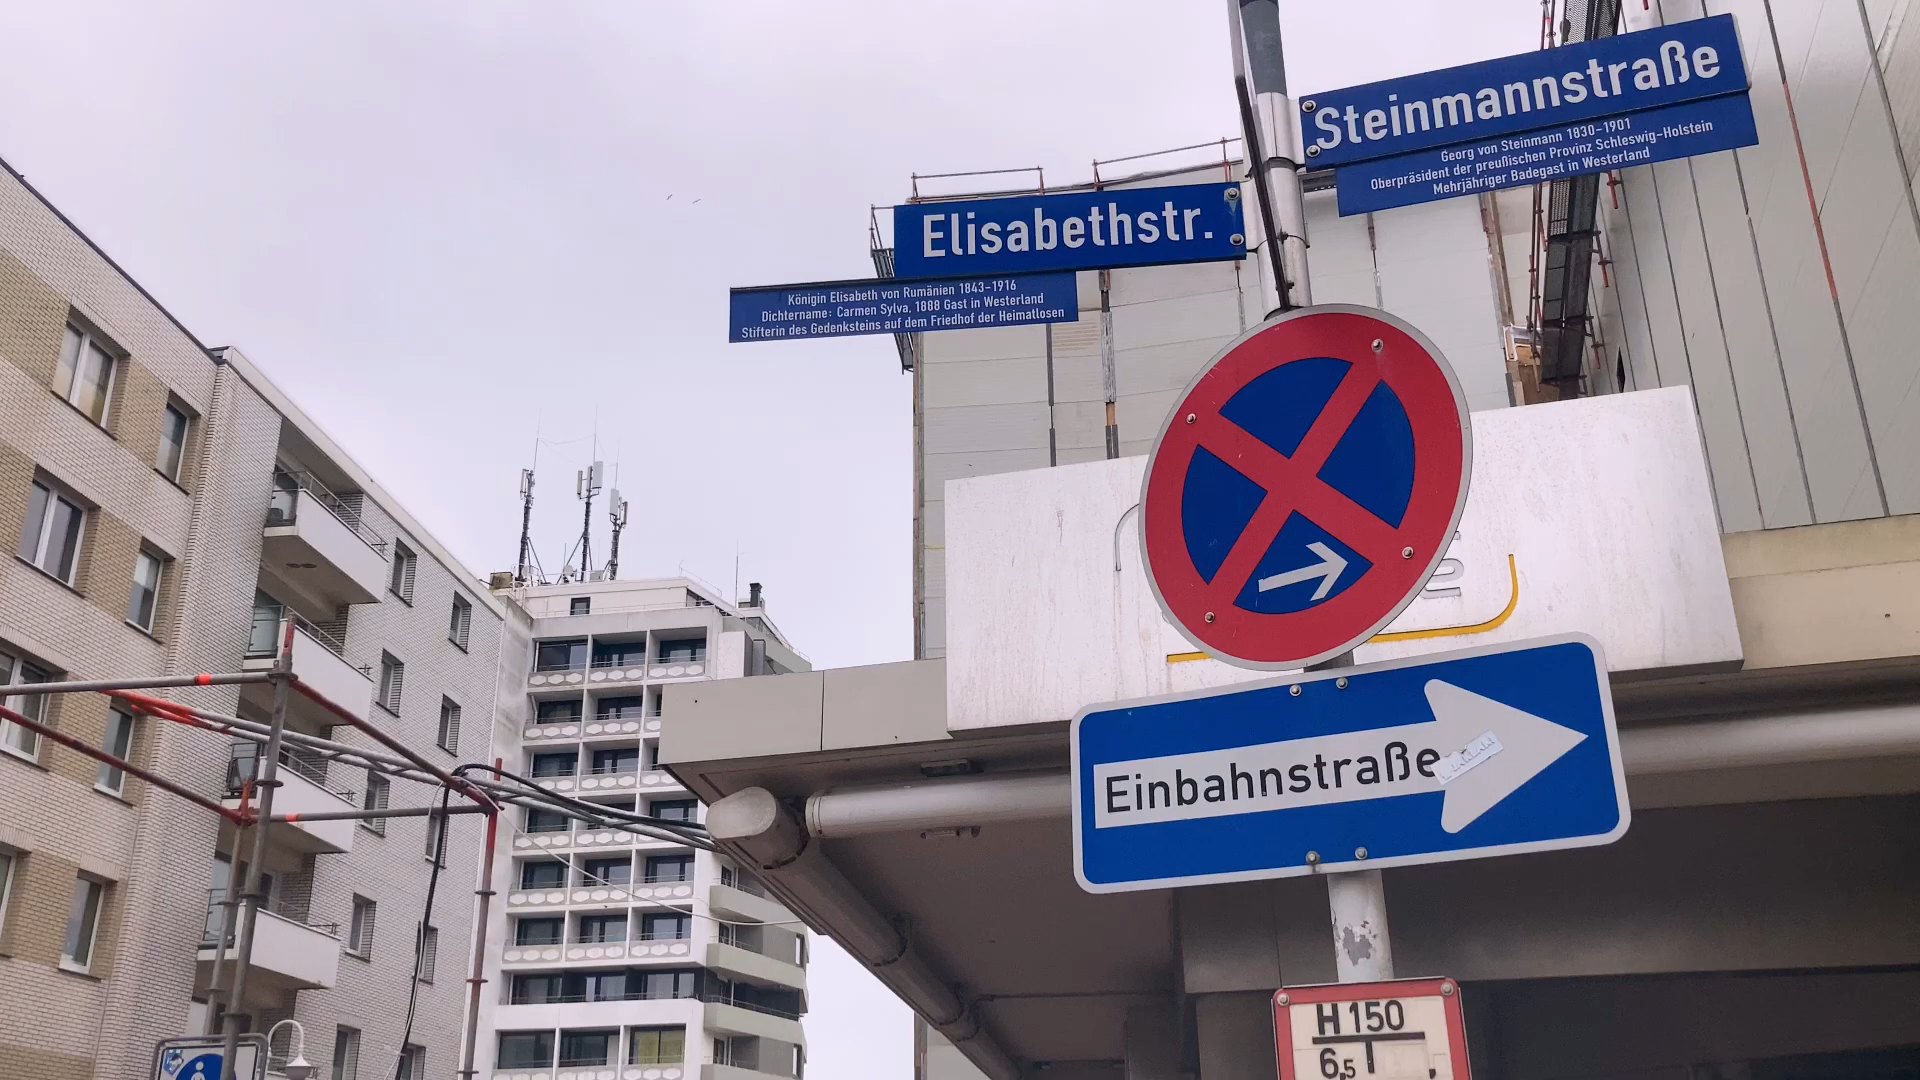 Steinmannstraße
Georg von Steinmann 1830-1901
Oberpräsident der preußischen Provinz Schleswig-Holstein
Mehrjähriger Badegast in Westerland
Elisabethstr.
Königin Elisabeth von Rumänien 1843-1916
Dichtername: Carmen Sylva, 1888 Gast in Westerland
Stifterin des Gedenksteins auf dem Friedhof der Heimatlosen
Einbahnstraße
H 150
6,5